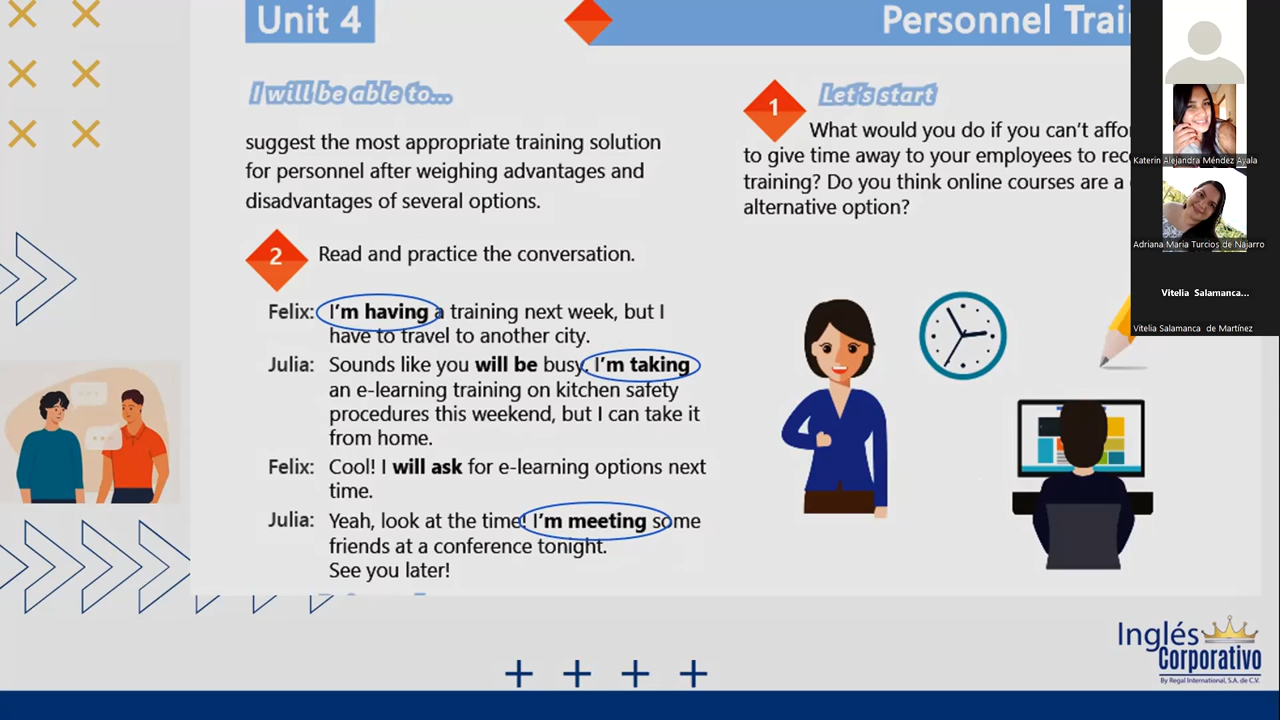 Unit 4
Personnel Trai
I will be able to...
suggest the most appropriate training solution
for personnel after weighing advantages and
disadvantages of several options.
1
Let's start
What would you do if you can't affor
to give time away to your employees to rec
training? Do you think online courses are a
alternative option?
2
Read and practice the conversation.
Felix: I'm having a training next week, but I
have to travel to another city.
Julia: Sounds like you will be busy. I'm taking
an e-learning training on kitchen safety
procedures this weekend, but I can take it
from home.
Felix: Cool! I will ask for e-learning options next
time.
Julia: Yeah, look at the time! I'm meeting some
friends at a conference tonight.
See you later!
Katerin Alejandra Méndez Ayala
Adriana Maria Turcios de Najarro
Vitelia Salamanca...
Vitelia Salamanca de Martínez
Inglés
Corporativo
By Regal International, S.A. de C.V.